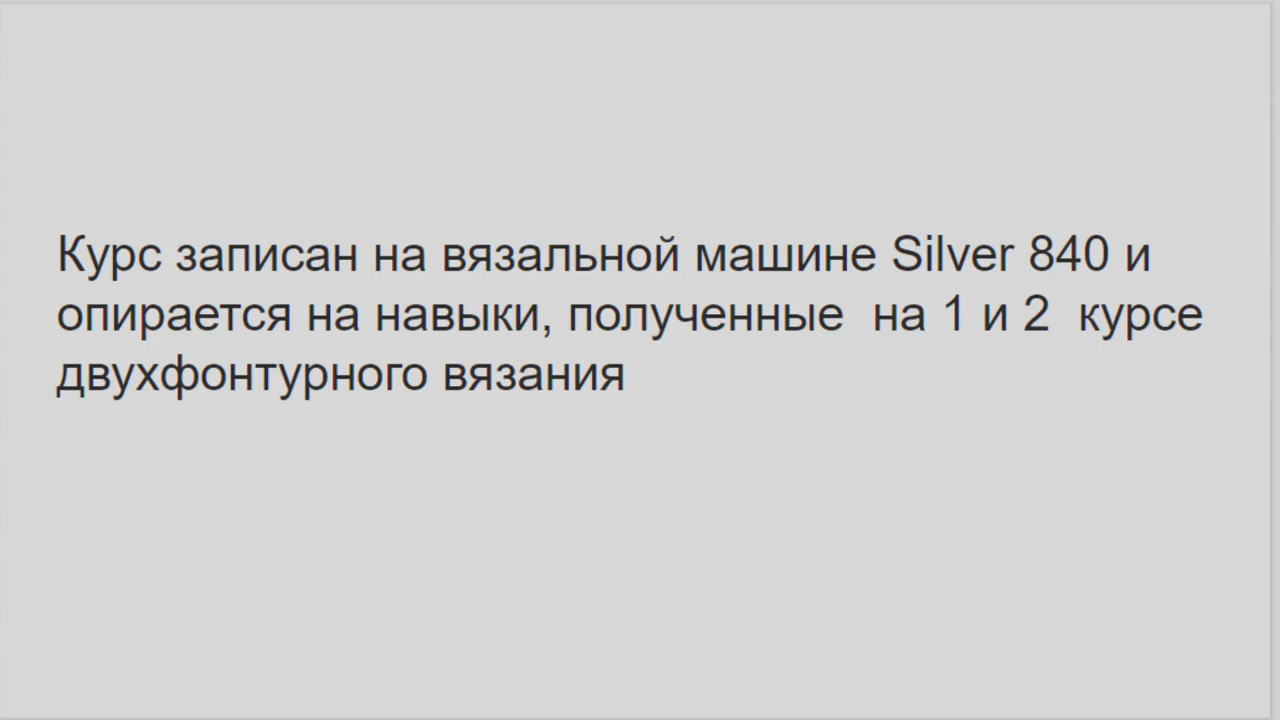 Курс записан на вязальной машине Silver 840 и
опирается на навыки, полученные  на 1 и 2  курсе
двухфонтурного вязания